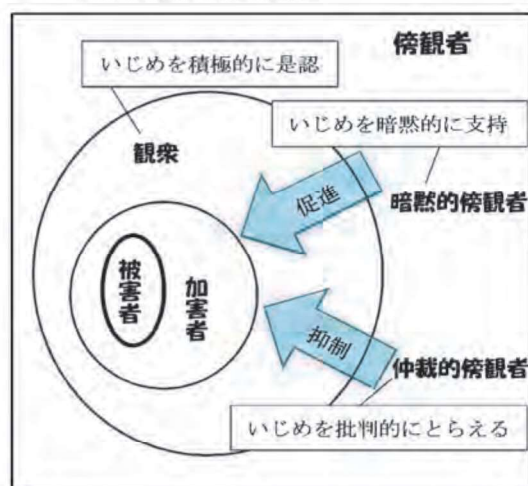 傍観者
いじめを積極的に是認
いじめを暗黙的に支持
観衆
促進
暗黙的傍観者
被害者
加害者
抑制
仲裁的傍観者
いじめを批判的にとらえる